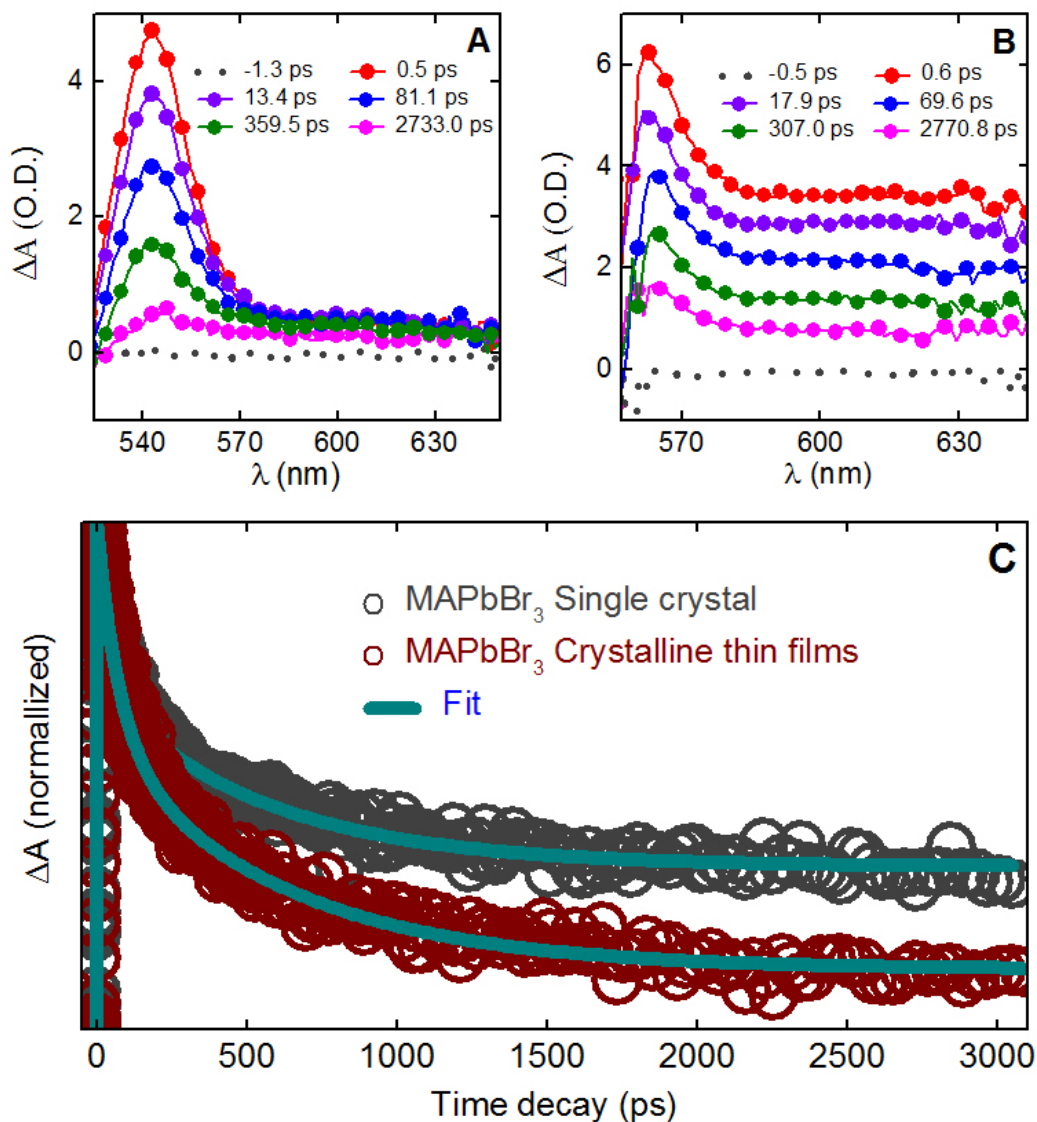 A
-1.3 ps 0.5 ps
13.4 ps 81.1 ps
359.5 ps 2733.0 ps
4
2
0
ΔA (O.D.)
540 570 600 630
λ (nm)
B
-0.5 ps 0.6 ps
17.9 ps 69.6 ps
307.0 ps 2770.8 ps
6
4
2
0
ΔA (O.D.)
570 600 630
λ (nm)
C
MAPbBr₃ Single crystal
MAPbBr₃ Crystalline thin films
Fit
ΔA (normallized)
0 500 1000 1500 2000 2500 3000
Time decay (ps)